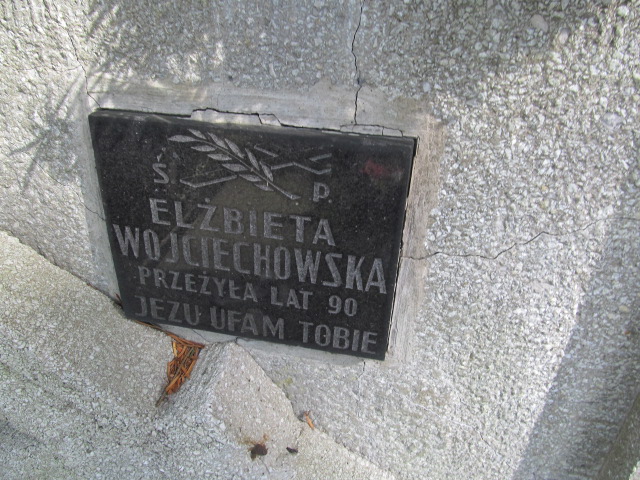 Ś. P.
ELŻBIETA
WOJCIECHOWSKA
PRZEŻYŁA LAT 90
JEZU UFAM TOBIE